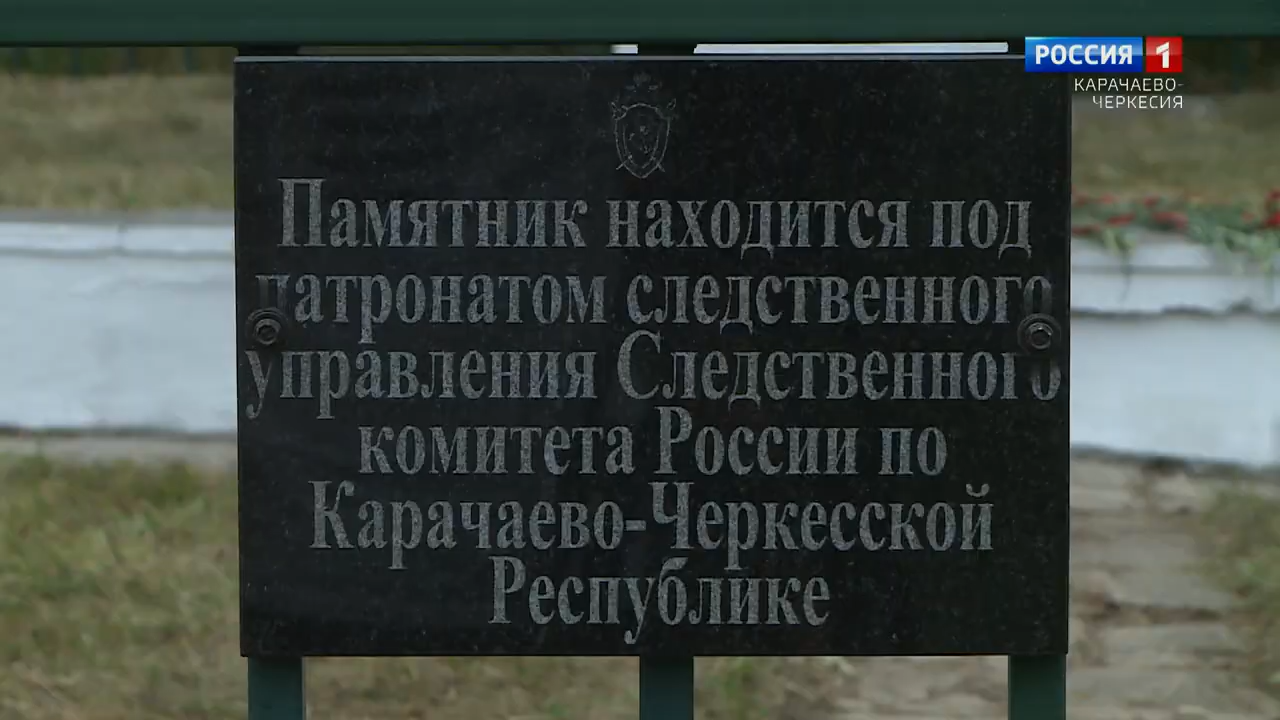 РОССИЯ 1
КАРАЧАЕВО-
ЧЕРКЕСИЯ
Памятник находится под
патронатом следственного
управления Следственного
комитета России по
Карачаево-Черкесской
Республике